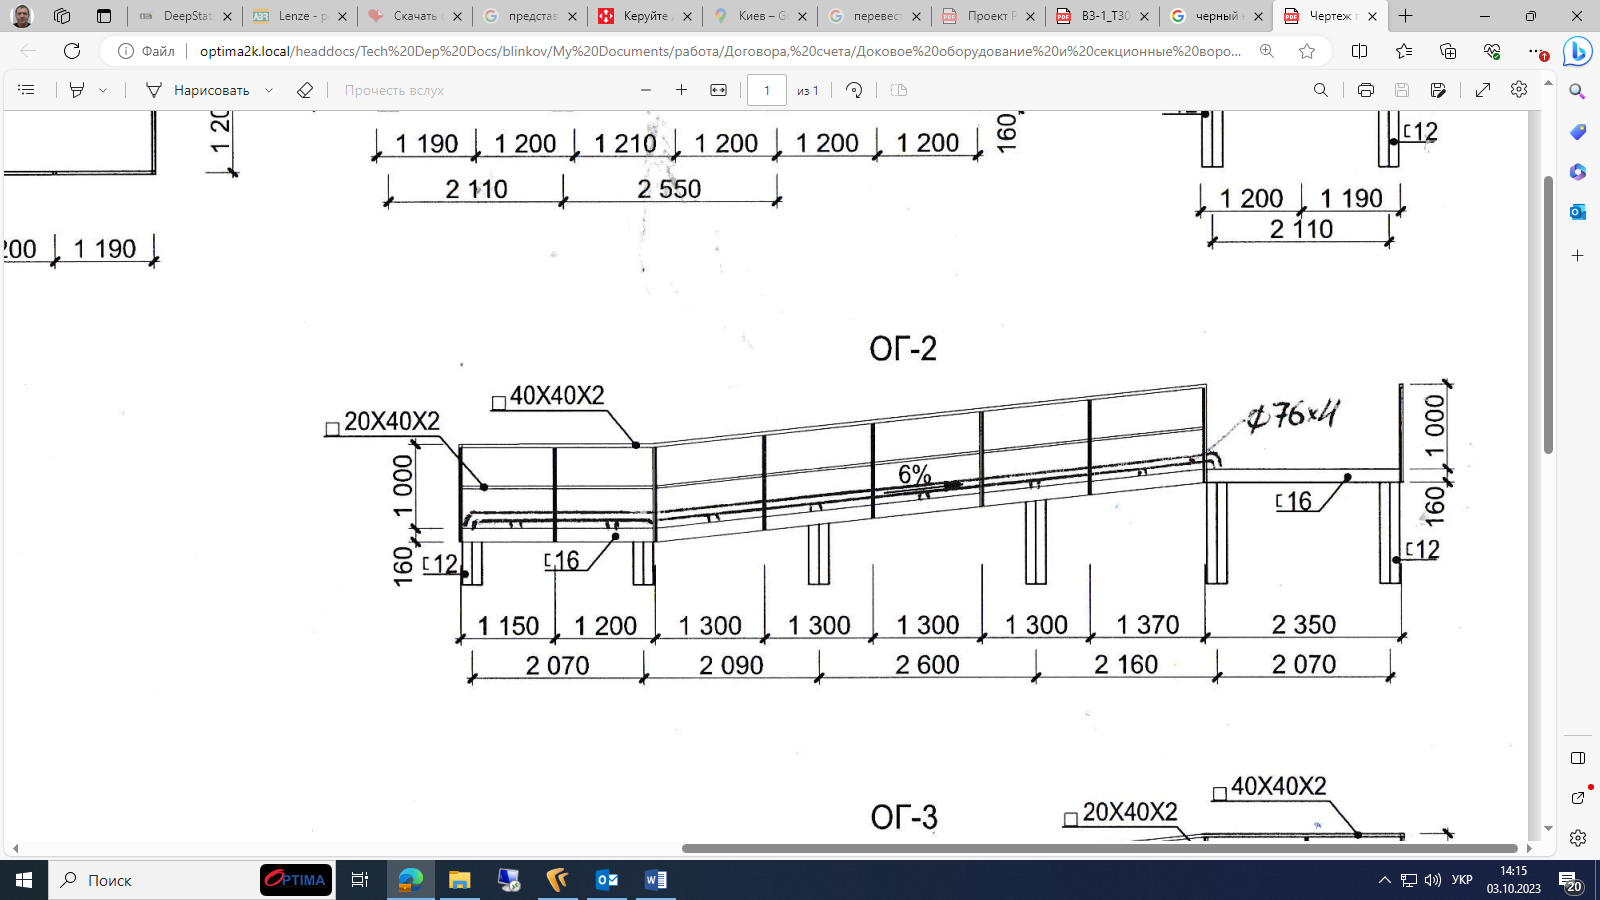 DeepStat
Lenze - p
Скачать
представ
Керуйте
Киев – G
перевест
Проект Р
ВЗ-1_Т30
черный
Чертеж
Файл
optima2k.local/headdocs/Tech%20Dep%20Docs/blinkov/My%20Documents/работа/Договора,%20счета/Доковое%20оборудование%20и%20секционные%20воро...
Нарисовать
Прочесть вслух
1
из 1
1 190
1 200
1 210
1 200
1 200
1 200
160
12
2 110
2 550
1 200
1 190
2 110
200
1 190
ОГ-2
40X40X2
20X40X2
ф76x4
1 000
1 000
6%
16
160
160
12
16
12
1 150
1 200
1 300
1 300
1 300
1 300
1 370
2 350
2 070
2 090
2 600
2 160
2 070
40X40X2
20X40X2
ОГ-3
Поиск
OPTIMA
УКР
14:15
03.10.2023
20